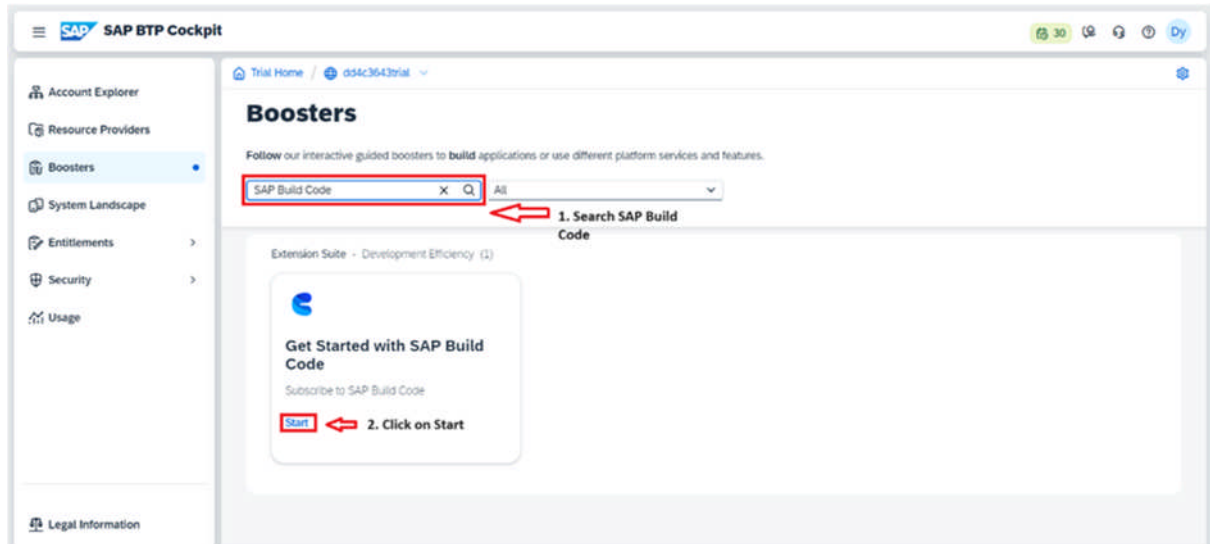 SAP SAP BTP Cockpit
30 Dy
Trial Home / dd4c3643trial
Account Explorer
Resource Providers
Boosters
System Landscape
Entitlements
Security
Usage
Legal Information
Boosters
Follow our interactive guided boosters to build applications or use different platform services and features.
SAP Build Code
All
1. Search SAP Build
Code
Extension Suite - Development Efficiency (1)
Get Started with SAP Build
Code
Subscribe to SAP Build Code
Start
2. Click on Start